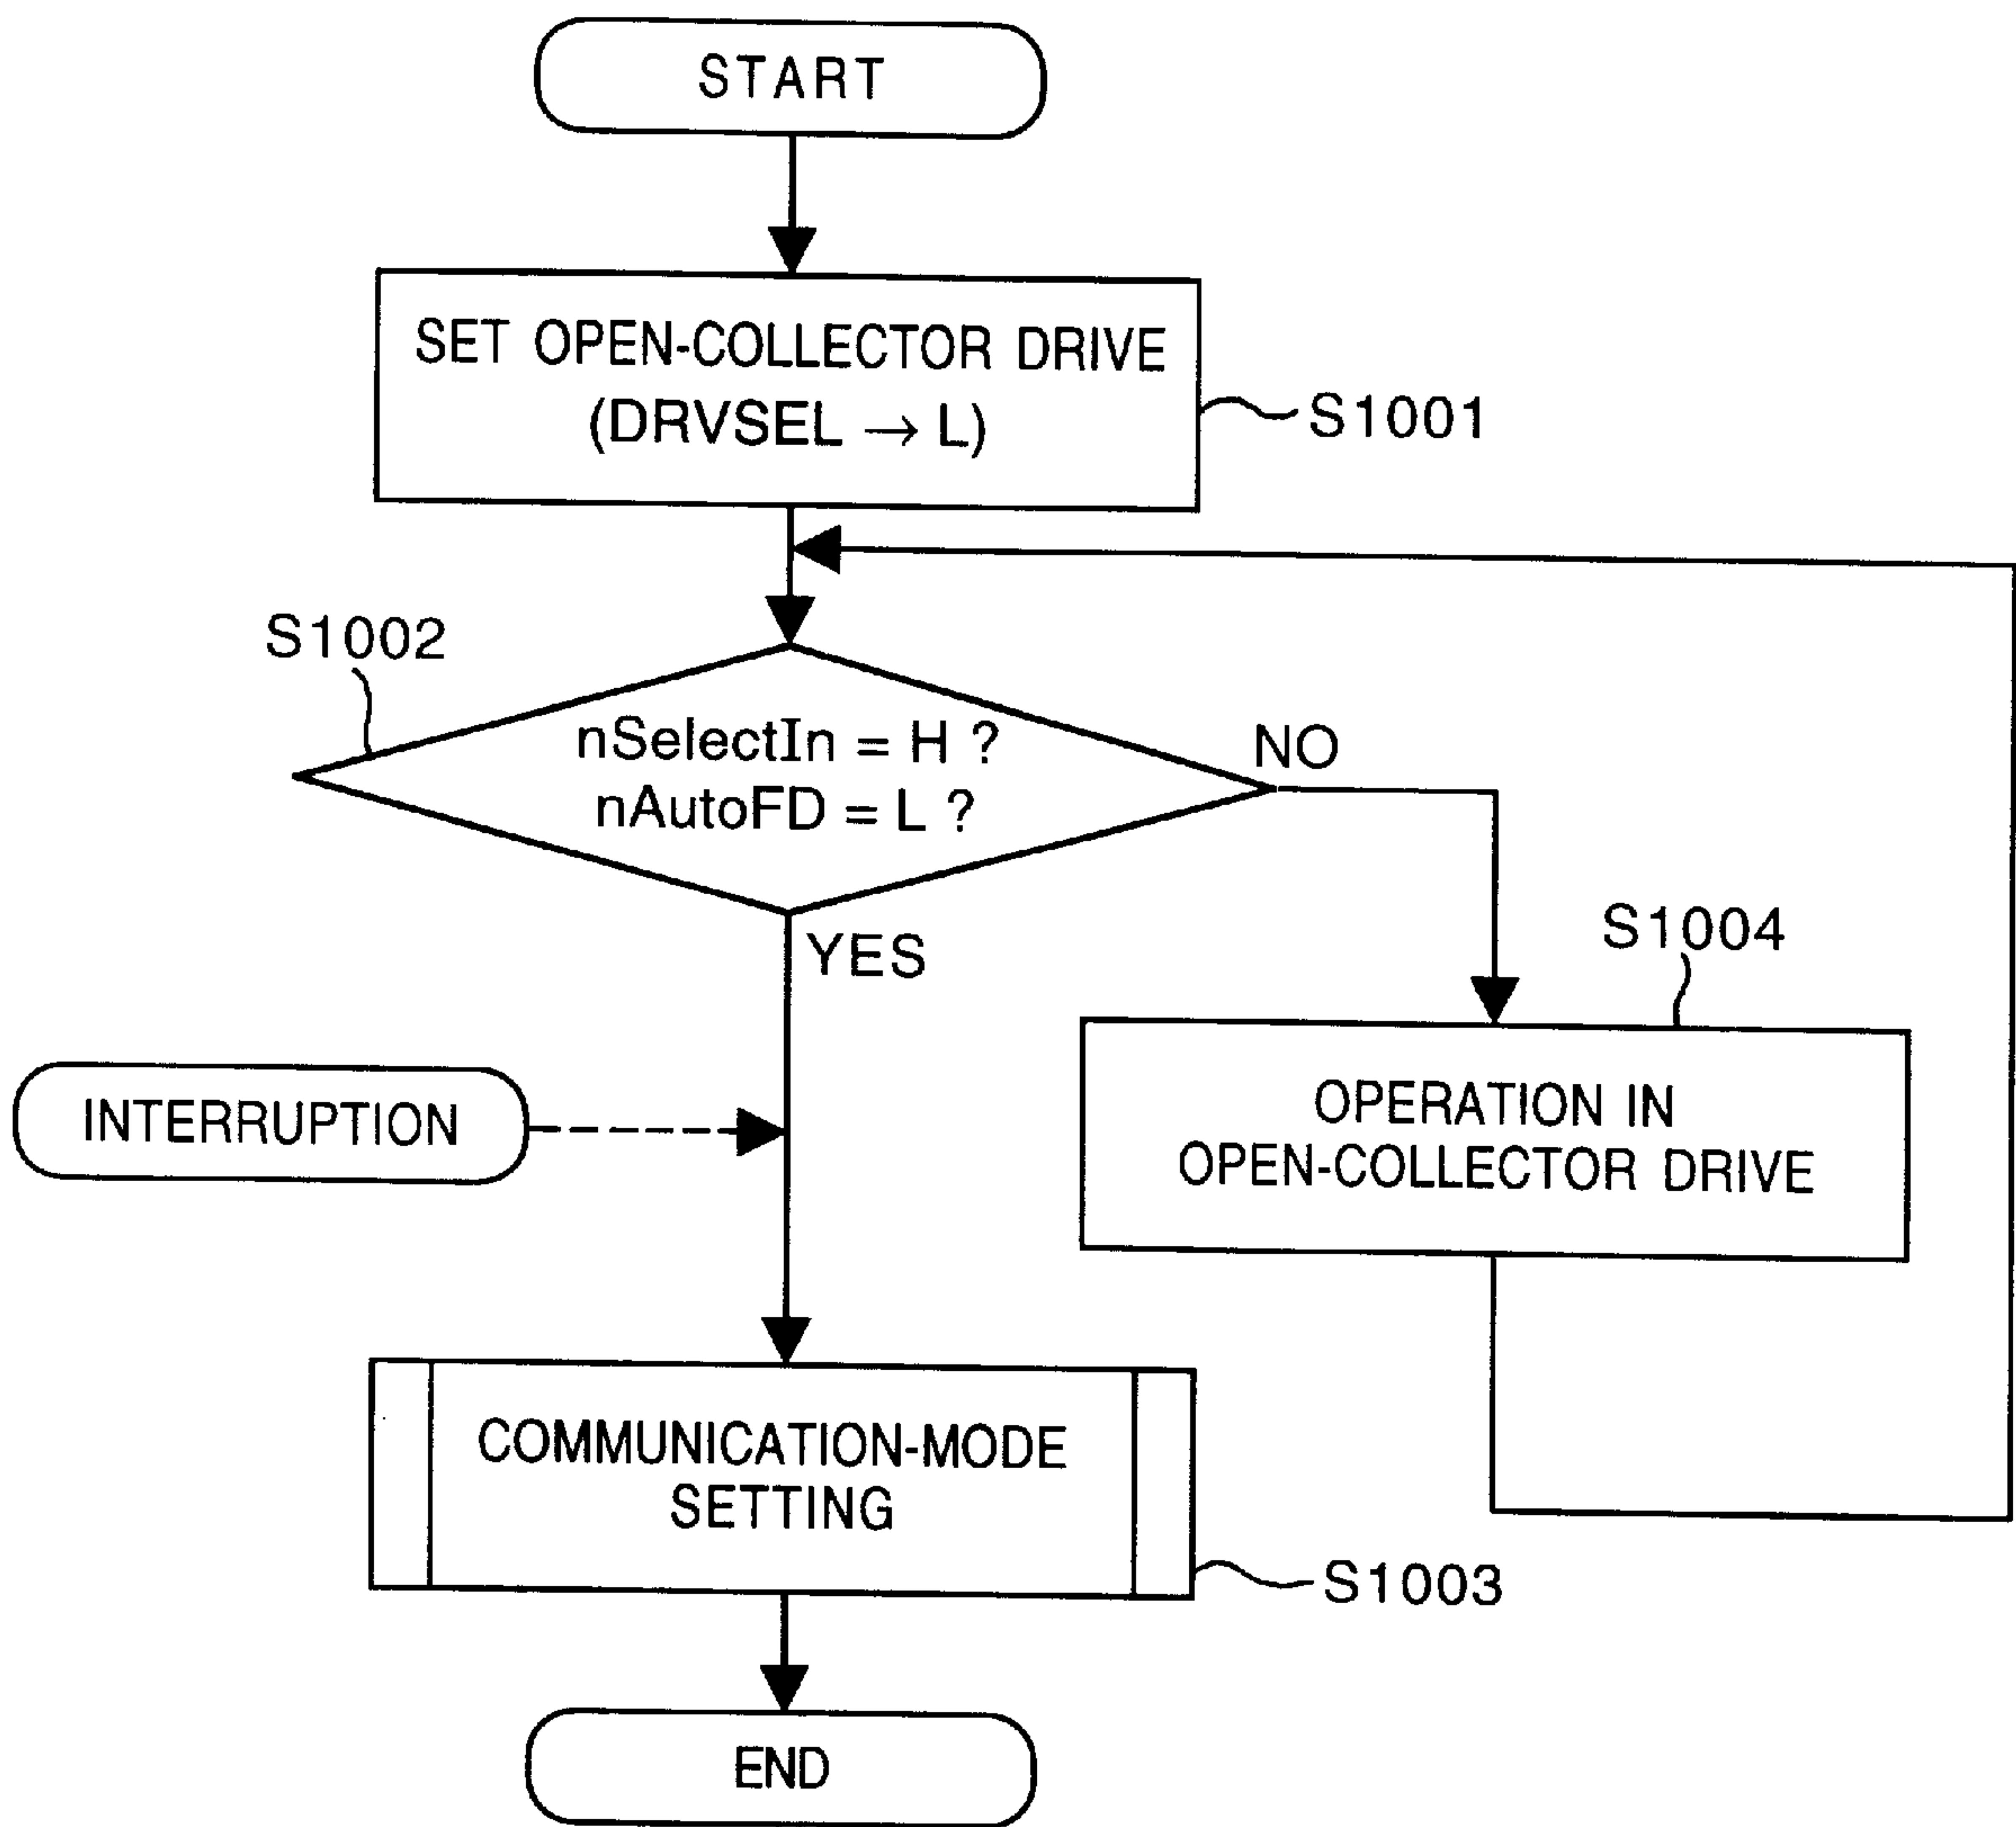 START
SET OPEN-COLLECTOR DRIVE
(DRVSEL → L)
S1001
S1002
nSelectIn = H ?
nAutoFD = L ?
NO
YES
S1004
INTERRUPTION
OPERATION IN
OPEN-COLLECTOR DRIVE
COMMUNICATION-MODE
SETTING
S1003
END